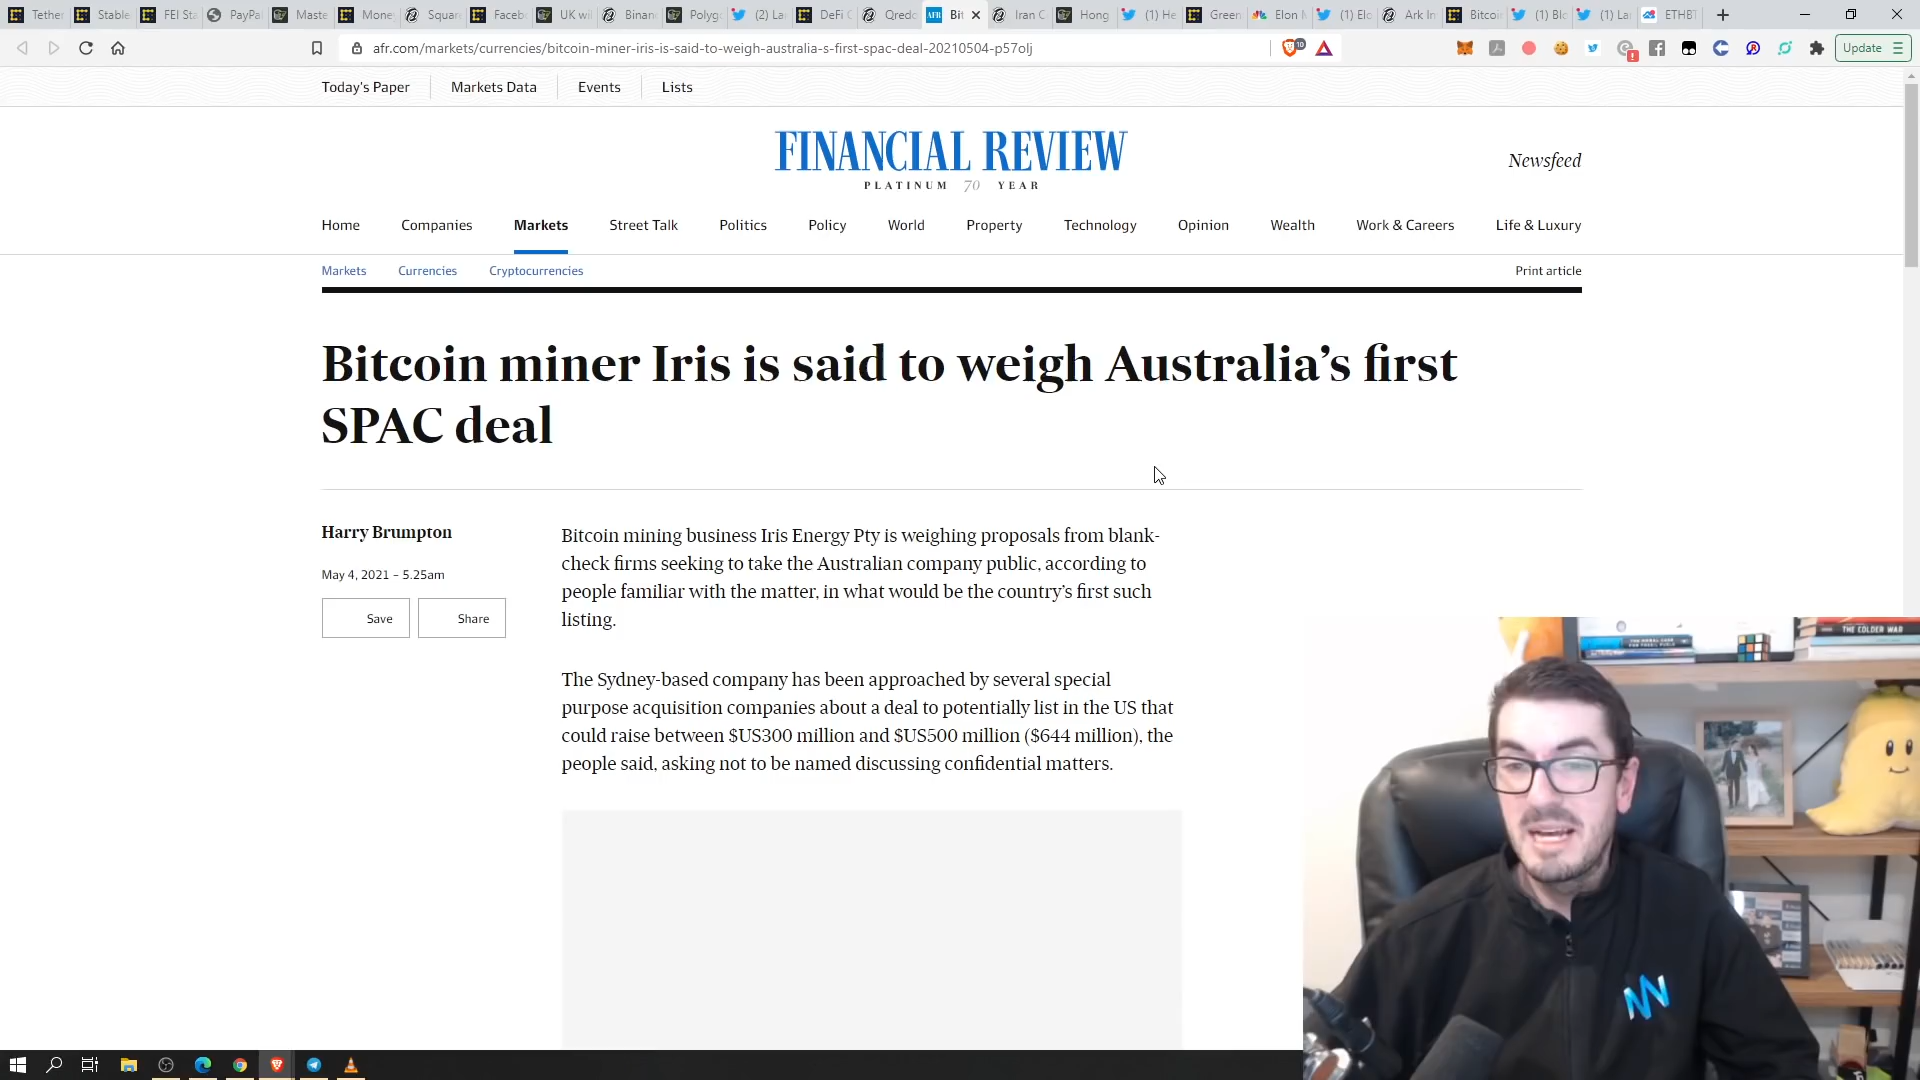 Tether
Stable
FEI Sta
PayPal
Maste
Mone
Squar
Faceb
UK wi
Binan
Polyg
(2) La
DeFi
Qredo
Bit
Iran C
Hong
(1) He
Green
Elon M
(1) Elo
Ark In
Bitcoi
(1) Blo
(1) La
ETHBT
afr.com/markets/currencies/bitcoin-miner-iris-is-said-to-weigh-australia-s-first-spac-deal-20210504-p57olj
Update
Today's Paper
Markets Data
Events
Lists
FINANCIAL REVIEW
PLATINUM 70 YEAR
Newsfeed
Home
Companies
Markets
Street Talk
Politics
Policy
World
Property
Technology
Opinion
Wealth
Work & Careers
Life & Luxury
Markets
Currencies
Cryptocurrencies
Print article
Bitcoin miner Iris is said to weigh Australia’s first
SPAC deal
Harry Brumpton
May 4, 2021 – 5.25am
Save
Share
Bitcoin mining business Iris Energy Pty is weighing proposals from blank-
check firms seeking to take the Australian company public, according to
people familiar with the matter, in what would be the country’s first such
listing.
The Sydney-based company has been approached by several special
purpose acquisition companies about a deal to potentially list in the US that
could raise between $US300 million and $US500 million ($644 million), the
people said, asking not to be named discussing confidential matters.
THE COLDER WAR